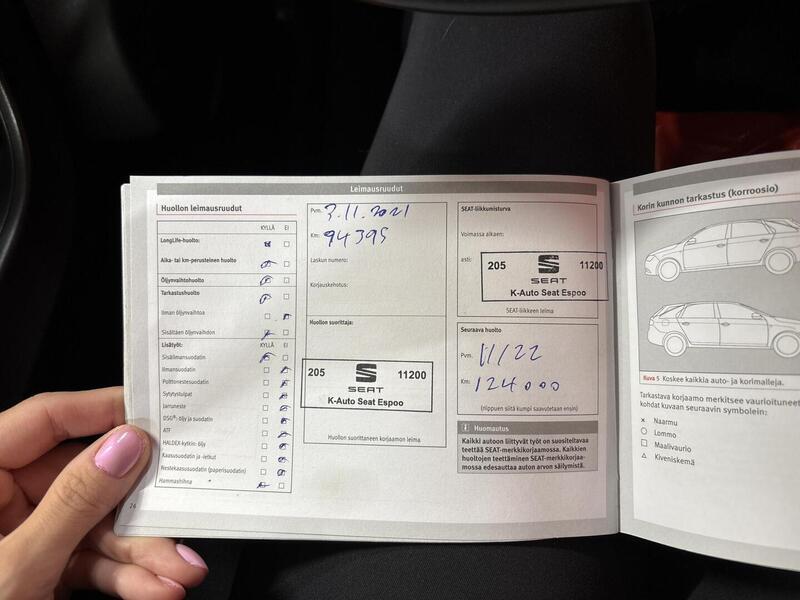 Leimausruudut
Huollon leimausruudut
KYLLÄ EI
LongLife-huolto:
Aika- tai km-perusteinen huolto
Öljynvaihtohuolto
Tarkastushuolto
Ilman öljynvaihtoa
Sisältäen öljynvaihdon
Lisätyöt: KYLLÄ EI
Sisäilmansuodatin
Ilmansuodatin
Polttonestesuodatin
Sytytystulpat
Jarruneste
DSG®-öljy ja suodatin
ATF
HALDEX-kytkin: öljy
Kaasusuodatin ja -letkut
Nestekaasusuodatin (paperisuodatin)
Hammashihna
24
Pvm. 3.11.2021
Km: 94395
Laskun numero:
Korjauskehotus:
Huollon suorittaja:
205 SEAT 11200
K-Auto Seat Espoo
Huollon suorittaneen korjaamon leima
SEAT-liikkumisturva
Voimassa alkaen:
asti:
205 SEAT 11200
K-Auto Seat Espoo
SEAT-liikkeen leima
Seuraava huolto
Pvm. 11/22
Km: 124000
(riippuen siitä kumpi saavutetaan ensin)
i Huomautus
Kaikki autoon liittyvät työt on suositeltavaa
teettää SEAT-merkkikorjaamossa. Kaikkien
huoltojen teettäminen SEAT-merkkikorjaa-
mossa edesauttaa auton arvon säilymistä.
Korin kunnon tarkastus (korroosio)
Kuva 5 Koskee kaikkia auto- ja korimalleja.
Tarkastava korjaamo merkitsee vaurioituneet
kohdat kuvaan seuraavin symbolein:
× Naarmu
○ Lommo
□ Maalivaurio
△ Kiveniskemä